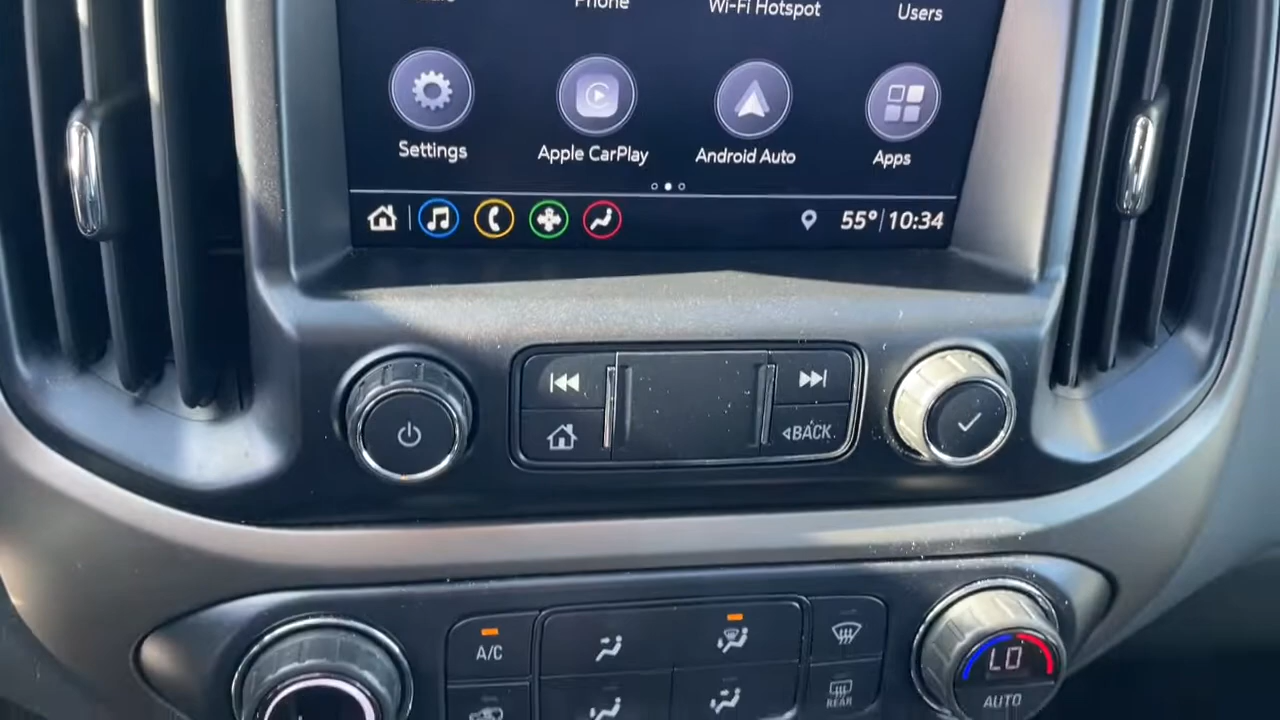 Phone
Wi-Fi Hotspot
Users
Settings
Apple CarPlay
Android Auto
Apps
55° 10:34
BACK
A/C
LO
AUTO
REAR